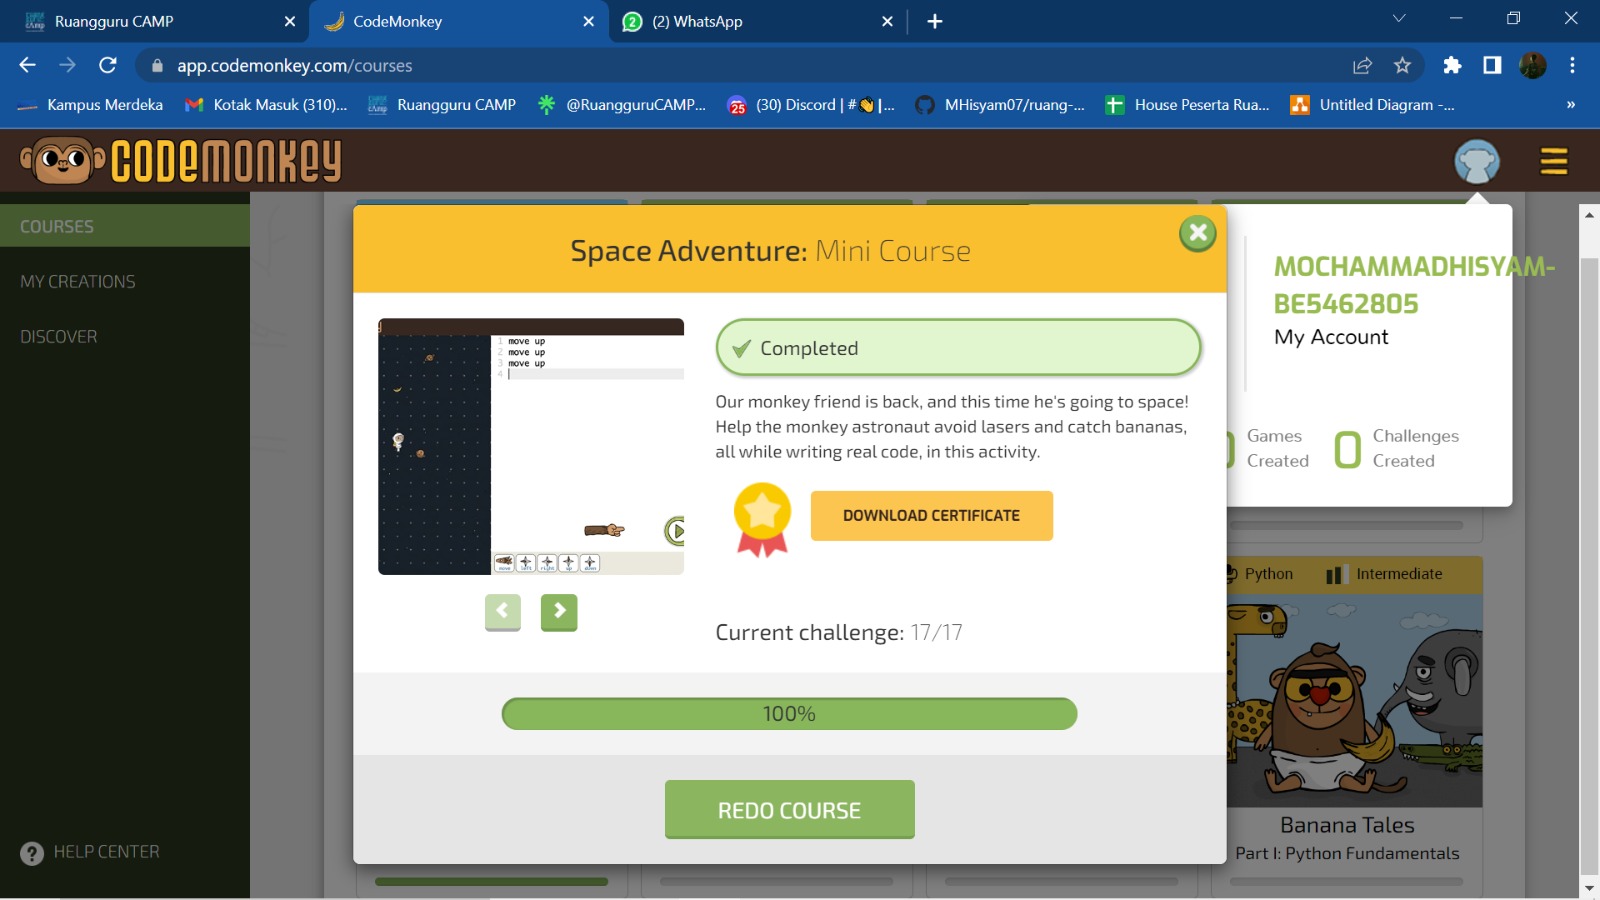 Ruangguru CAMP
CodeMonkey
(2) WhatsApp
app.codemonkey.com/courses
Kampus Merdeka
Kotak Masuk (310)...
Ruangguru CAMP
@RuangguruCAMP...
(30) Discord | #👋|...
MHisyam07/ruang-...
House Peserta Rua...
Untitled Diagram -...
»
CODEMONKEY
COURSES
MY CREATIONS
DISCOVER
HELP CENTER
Space Adventure: Mini Course
1 move up
2 move up
3 move up
4
move left right up down
Completed
Our monkey friend is back, and this time he's going to space!
Help the monkey astronaut avoid lasers and catch bananas,
all while writing real code, in this activity.
DOWNLOAD CERTIFICATE
Current challenge: 17/17
100%
REDO COURSE
MOCHAMMADHISYAM-
BE5462805
My Account
Games
Created
0 Challenges
Created
Python
Intermediate
Banana Tales
Part I: Python Fundamentals